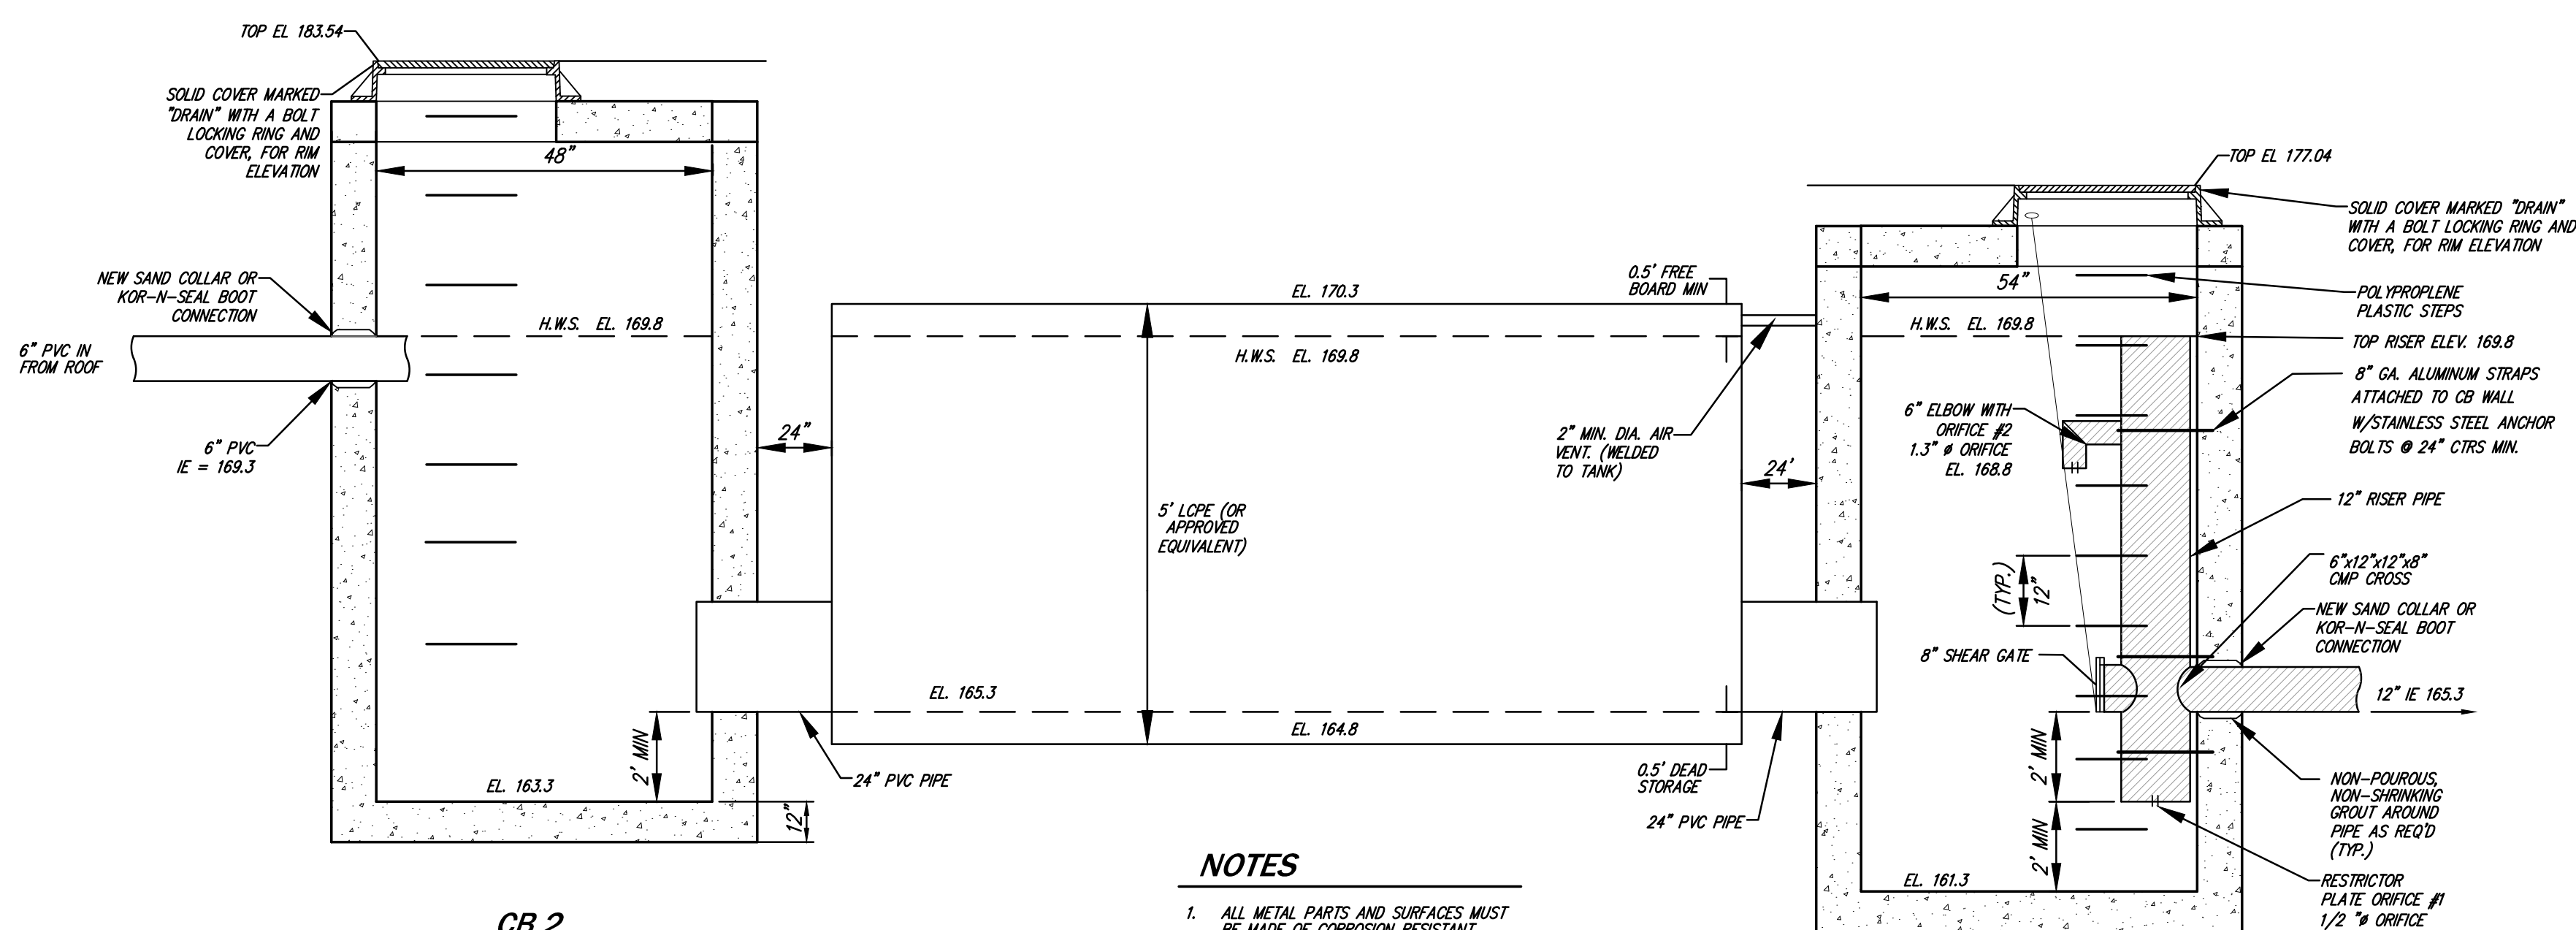 TOP EL 183.54
SOLID COVER MARKED
"DRAIN" WITH A BOLT
LOCKING RING AND
COVER, FOR RIM
ELEVATION
48"
NEW SAND COLLAR OR
KOR-N-SEAL BOOT
CONNECTION
H.W.S. EL. 169.8
6" PVC IN
FROM ROOF
6" PVC
IE = 169.3
24"
EL. 163.3
2' MIN
12"
24" PVC PIPE
CB 2
EL. 170.3
H.W.S. EL. 169.8
0.5' FREE
BOARD MIN
2" MIN. DIA. AIR
VENT. (WELDED
TO TANK)
5' LCPE (OR
APPROVED
EQUIVALENT)
EL. 165.3
EL. 164.8
0.5' DEAD
STORAGE
24" PVC PIPE
24'
NOTES
1. ALL METAL PARTS AND SURFACES MUST
BE MADE OF CORROSION RESISTANT
TOP EL 177.04
SOLID COVER MARKED "DRAIN"
WITH A BOLT LOCKING RING AND
COVER, FOR RIM ELEVATION
54"
POLYPROPLENE
PLASTIC STEPS
H.W.S. EL. 169.8
TOP RISER ELEV. 169.8
8" GA. ALUMINUM STRAPS
ATTACHED TO CB WALL
W/STAINLESS STEEL ANCHOR
BOLTS @ 24" CTRS MIN.
6" ELBOW WITH
ORIFICE #2
1.3" ø ORIFICE
EL. 168.8
12" RISER PIPE
12"
(TYP.)
6"x12"x12"x8"
CMP CROSS
NEW SAND COLLAR OR
KOR-N-SEAL BOOT
CONNECTION
8" SHEAR GATE
12" IE 165.3
2' MIN
2' MIN
NON-POUROUS,
NON-SHRINKING
GROUT AROUND
PIPE AS REQ'D
(TYP.)
EL. 161.3
RESTRICTOR
PLATE ORIFICE #1
1/2 "ø ORIFICE